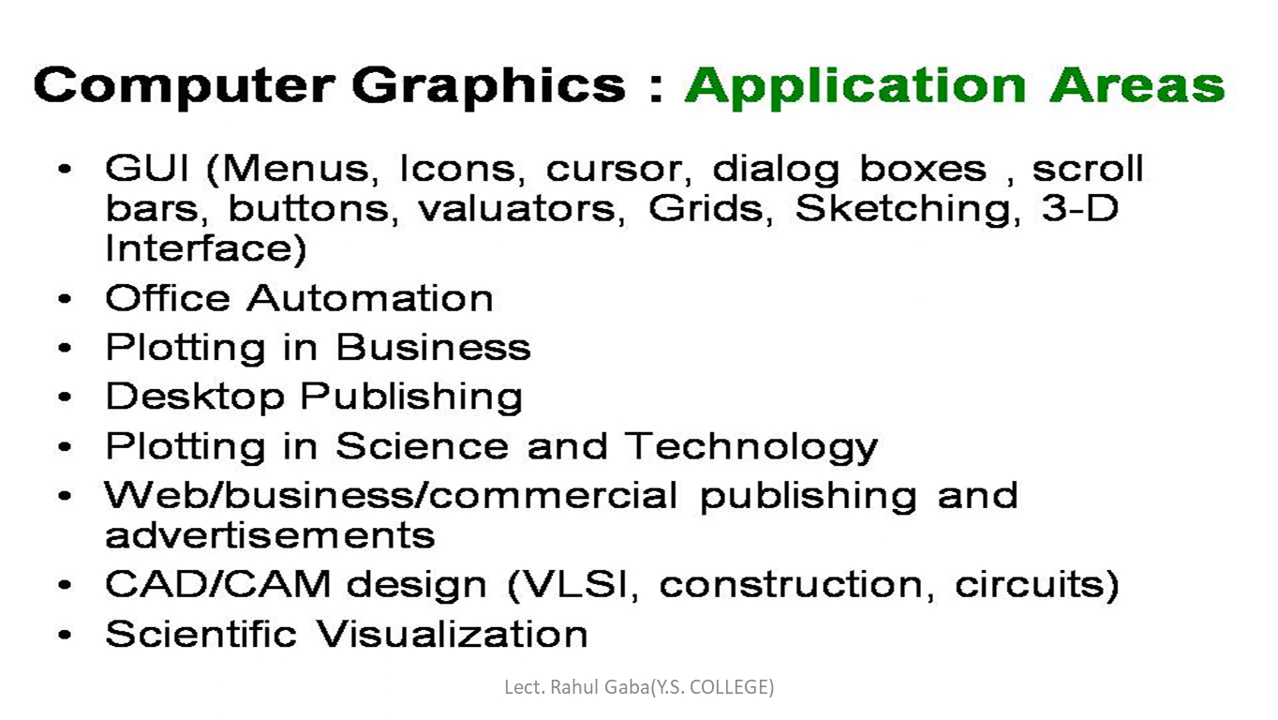 Computer Graphics : Application Areas
• GUI (Menus, Icons, cursor, dialog boxes , scroll
bars, buttons, valuators, Grids, Sketching, 3-D
Interface)
• Office Automation
• Plotting in Business
• Desktop Publishing
• Plotting in Science and Technology
• Web/business/commercial publishing and
advertisements
• CAD/CAM design (VLSI, construction, circuits)
• Scientific Visualization
Lect. Rahul Gaba(Y.S. COLLEGE)